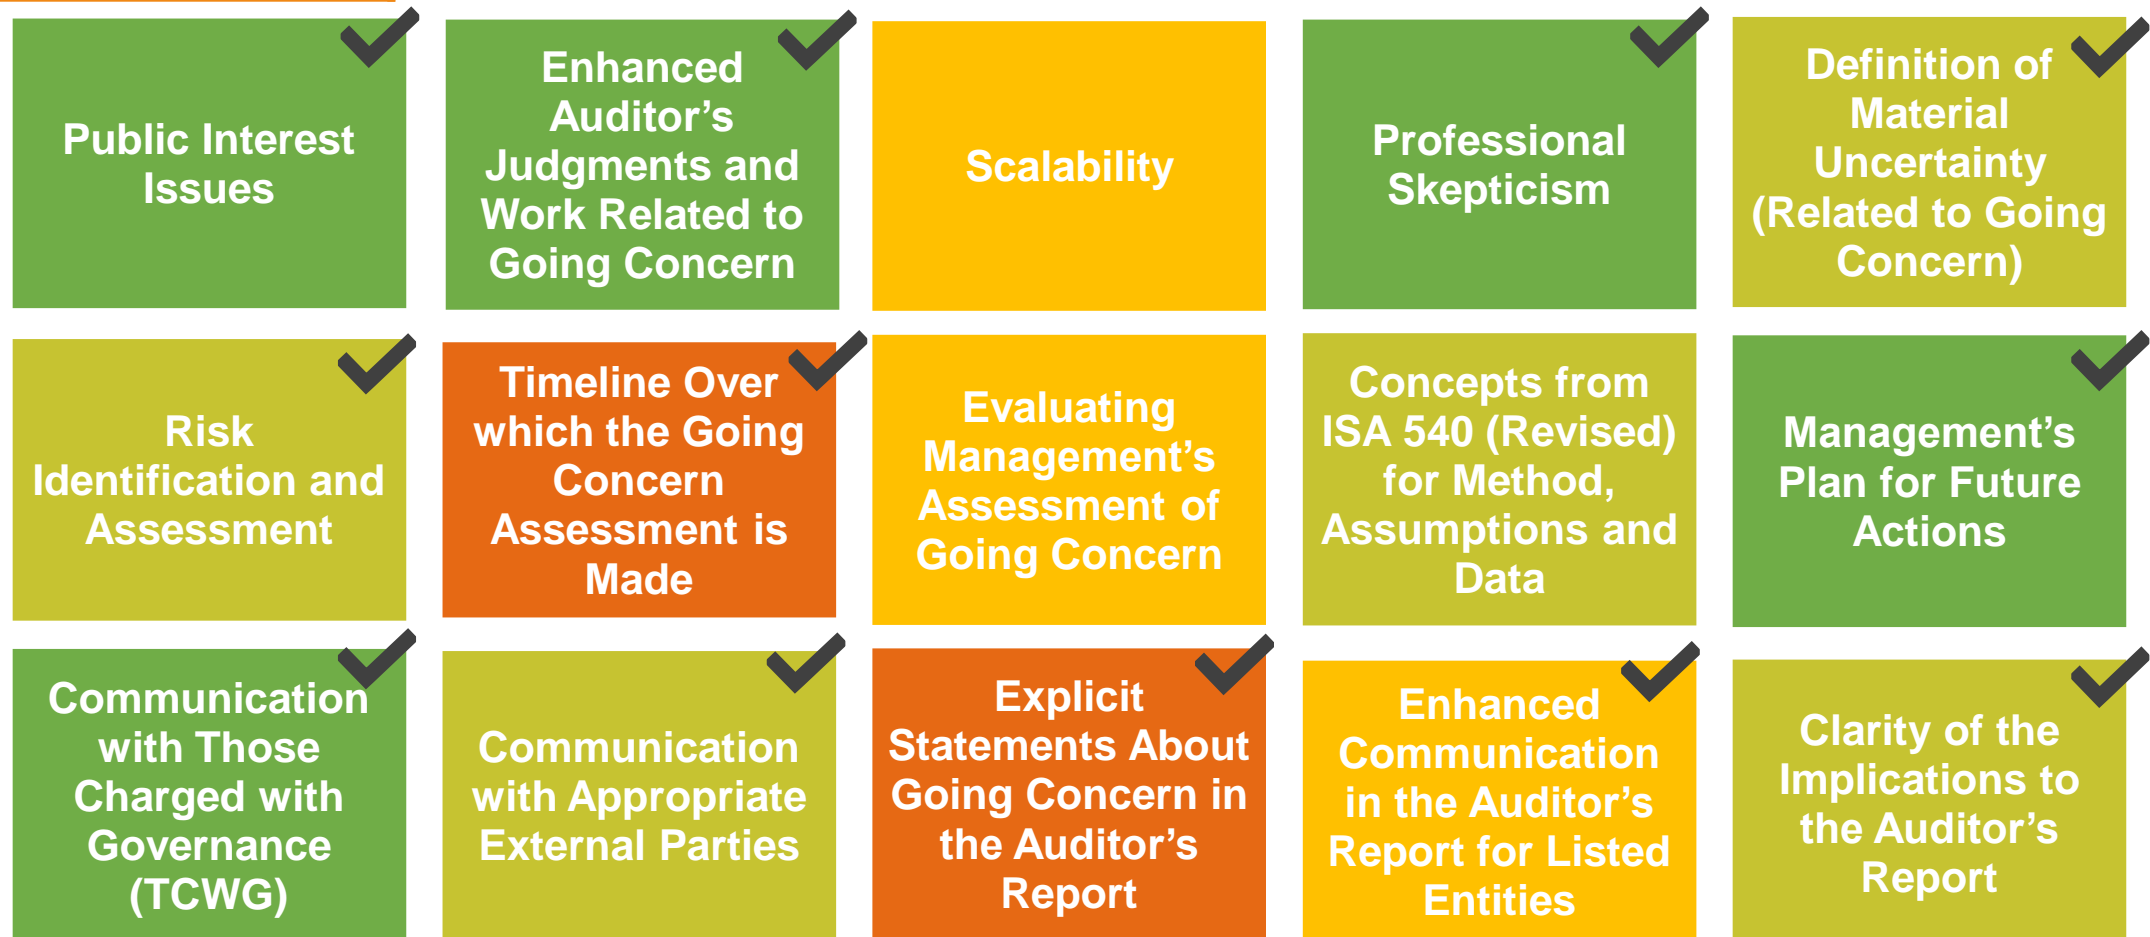 Public Interest
Issues
Enhanced
Auditor’s
Judgments and
Work Related to
Going Concern
Scalability
Professional
Skepticism
Definition of
Material
Uncertainty
(Related to Going
Concern)
Risk
Identification and
Assessment
Timeline Over
which the Going
Concern
Assessment is
Made
Evaluating
Management’s
Assessment of
Going Concern
Concepts from
ISA 540 (Revised)
for Method,
Assumptions and
Data
Management’s
Plan for Future
Actions
Communication
with Those
Charged with
Governance
(TCWG)
Communication
with Appropriate
External Parties
Explicit
Statements About
Going Concern in
the Auditor’s
Report
Enhanced
Communication
in the Auditor’s
Report for Listed
Entities
Clarity of the
Implications to
the Auditor’s
Report